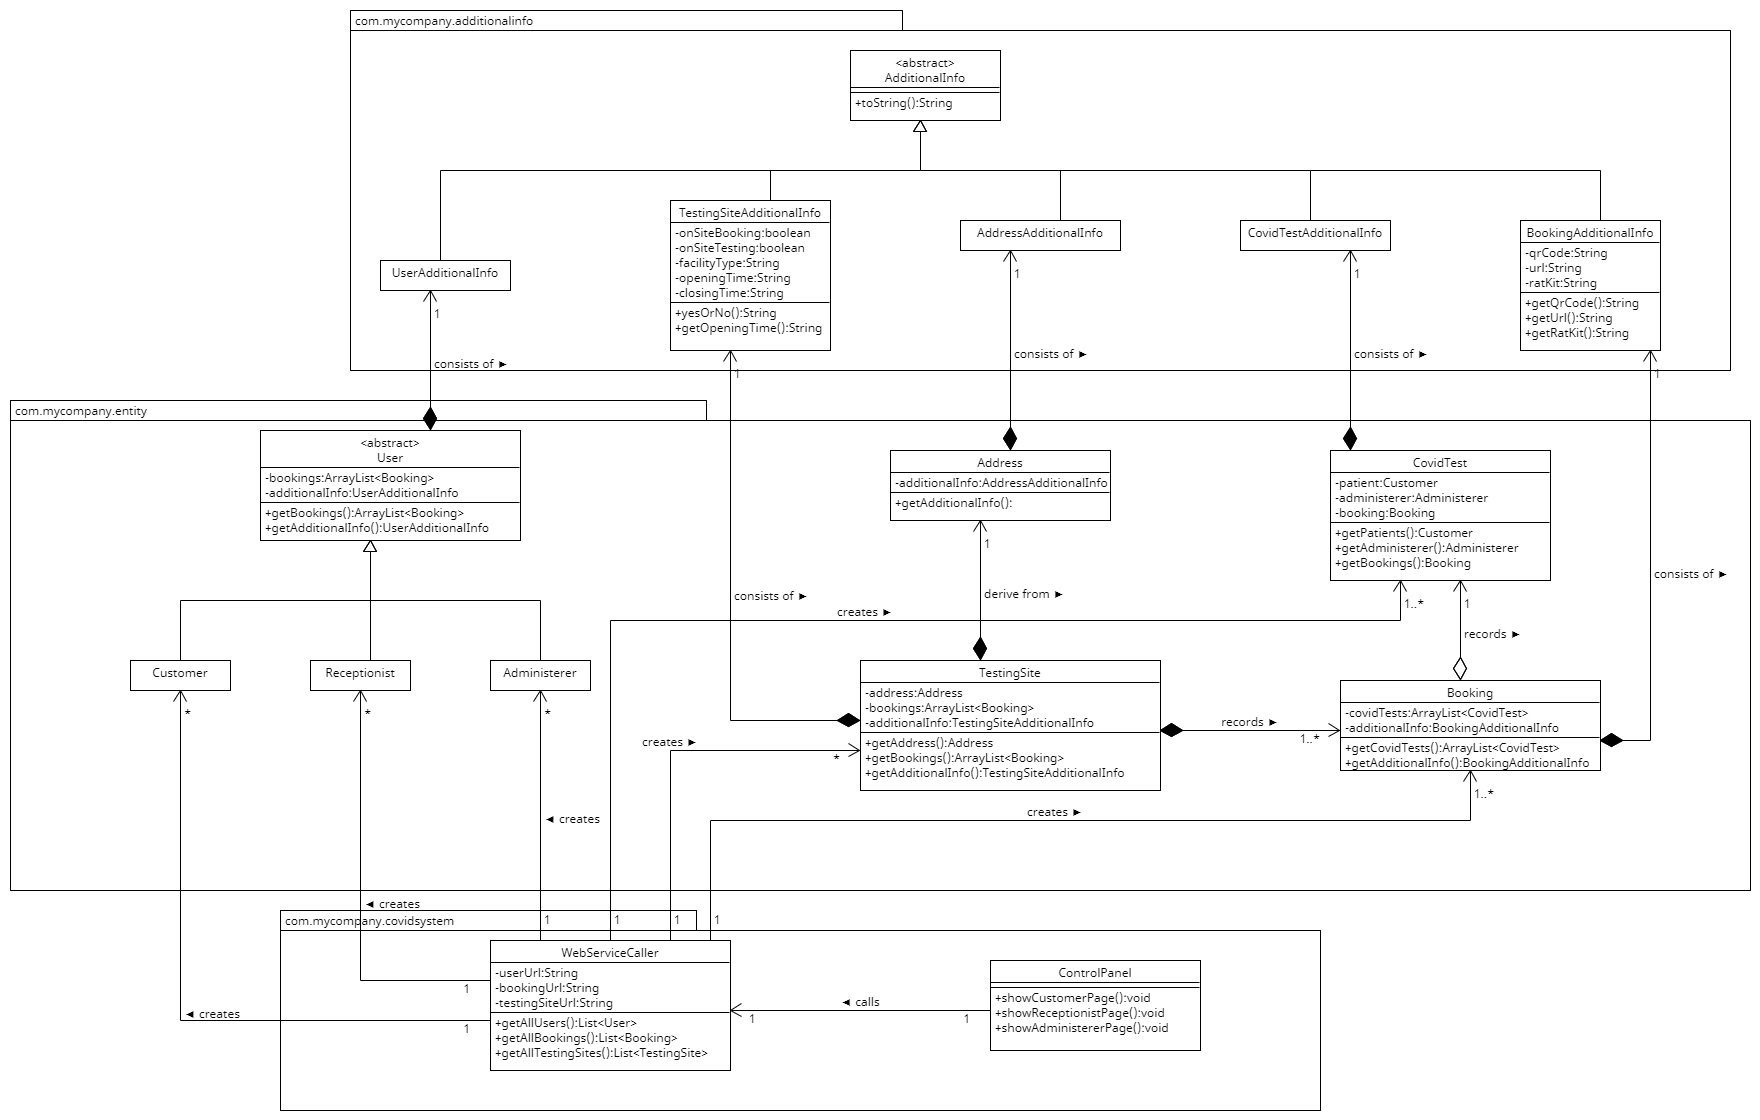 com.mycompany.additionalinfo
<abstract>
AdditionalInfo
+toString():String
TestingSiteAdditionalInfo
-onSiteBooking:boolean
-onSiteTesting:boolean
-facilityType:String
-openingTime:String
-closingTime:String
+yesOrNo():String
+getOpeningTime():String
AddressAdditionalInfo
CovidTestAdditionalInfo
BookingAdditionalInfo
-qrCode:String
-url:String
-ratKit:String
+getQrCode():String
+getUrl():String
+getRatKit():String
UserAdditionalInfo
1
1
1
1
1
consists of ►
consists of ►
consists of ►
com.mycompany.entity
<abstract>
User
-bookings:ArrayList<Booking>
-additionalInfo:UserAdditionalInfo
+getBookings():ArrayList<Booking>
+getAdditionalInfo():UserAdditionalInfo
Address
-additionalInfo:AddressAdditionalInfo
+getAdditionalInfo():
CovidTest
-patient:Customer
-administerer:Administerer
-booking:Booking
+getPatients():Customer
+getAdministerer():Administerer
+getBookings():Booking
1
consists of ►
consists of ►
derive from ►
creates ►
1..*
1
records ►
Customer
Receptionist
Administerer
*
*
*
TestingSite
-address:Address
-bookings:ArrayList<Booking>
-additionalInfo:TestingSiteAdditionalInfo
+getAddress():Address
+getBookings():ArrayList<Booking>
+getAdditionalInfo():TestingSiteAdditionalInfo
Booking
-covidTests:ArrayList<CovidTest>
-additionalInfo:BookingAdditionalInfo
+getCovidTests():ArrayList<CovidTest>
+getAdditionalInfo():BookingAdditionalInfo
records ►
1..*
creates ►
*
1..*
creates ►
◄ creates
◄ creates
com.mycompany.covidsystem
1
1
1
1
WebServiceCaller
-userUrl:String
-bookingUrl:String
-testingSiteUrl:String
+getAllUsers():List<User>
+getAllBookings():List<Booking>
+getAllTestingSites():List<TestingSite>
1
◄ creates
1
◄ calls
1
1
ControlPanel
+showCustomerPage():void
+showReceptionistPage():void
+showAdministererPage():void